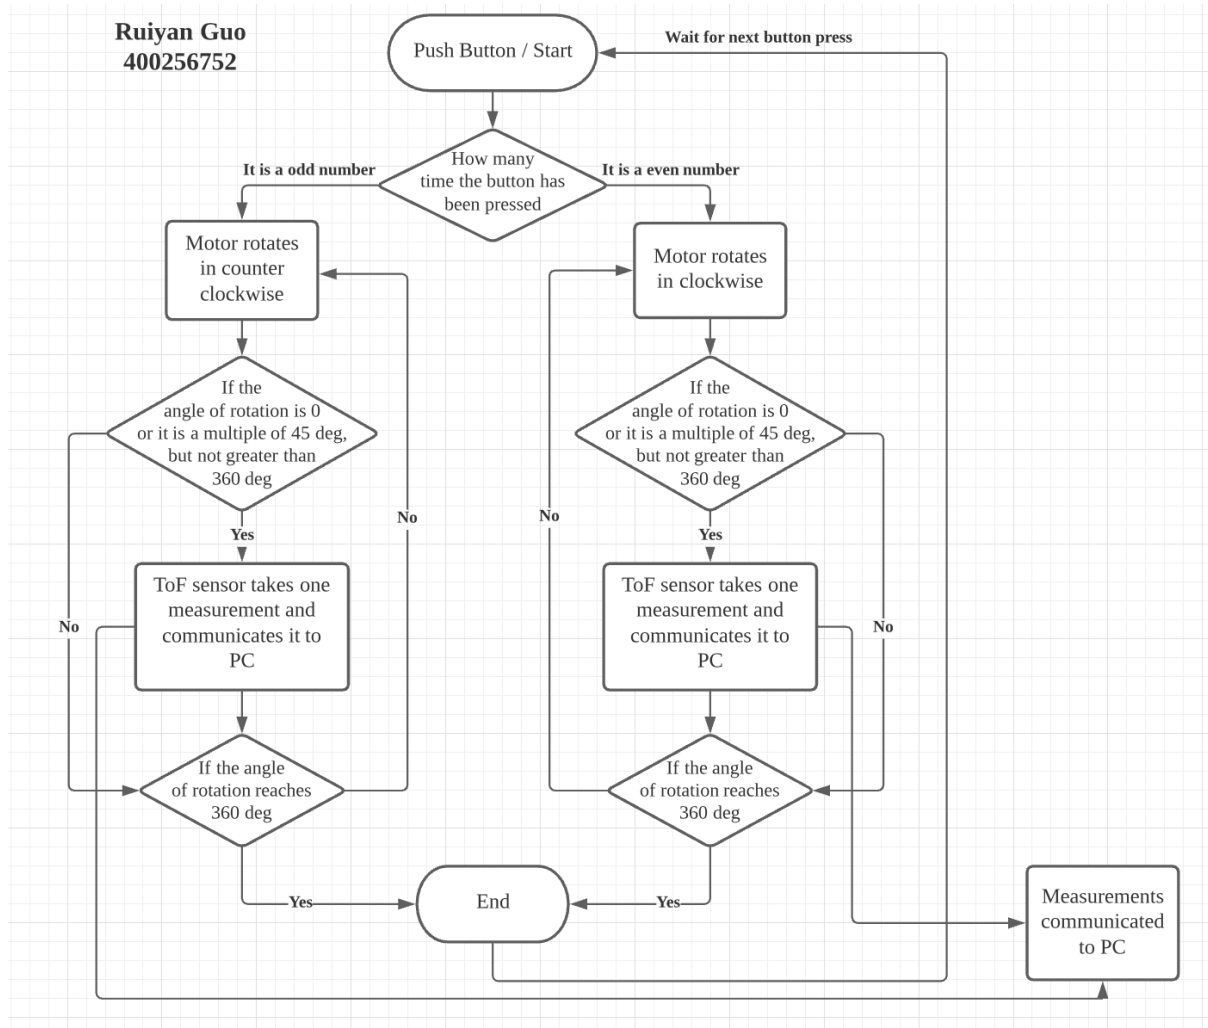 Ruiyan Guo
400256752
Push Button / Start
Wait for next button press
How many
time the button has
been pressed
It is a odd number
It is a even number
Motor rotates
in counter
clockwise
Motor rotates
in clockwise
If the
angle of rotation is 0
or it is a multiple of 45 deg,
but not greater than
360 deg
If the
angle of rotation is 0
or it is a multiple of 45 deg,
but not greater than
360 deg
No
No
Yes
Yes
ToF sensor takes one
measurement and
communicates it to
PC
ToF sensor takes one
measurement and
communicates it to
PC
No
No
If the angle
of rotation reaches
360 deg
If the angle
of rotation reaches
360 deg
Yes
End
Yes
Measurements
communicated
to PC